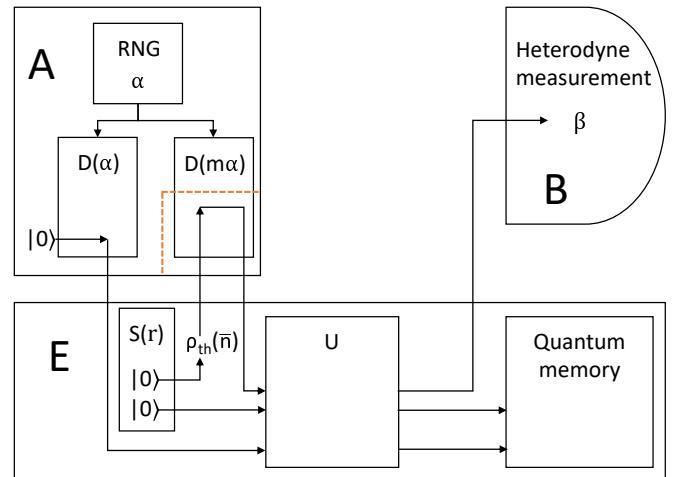 A
RNG
α
D(α)
D(mα)
|0⟩
Heterodyne
measurement
β
B
E
S(r)
ρth(n̅)
|0⟩
|0⟩
U
Quantum
memory